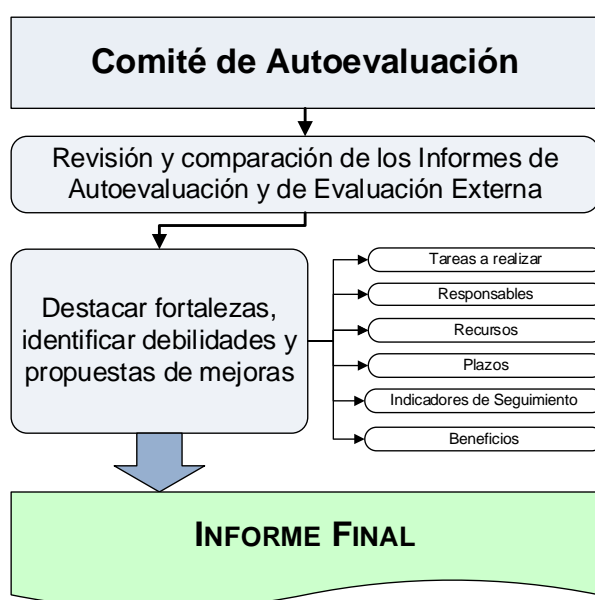 Comité de Autoevaluación
Revisión y comparación de los Informes de
Autoevaluación y de Evaluación Externa
Destacar fortalezas,
identificar debilidades y
propuestas de mejoras
Tareas a realizar
Responsables
Recursos
Plazos
Indicadores de Seguimiento
Beneficios
INFORME FINAL